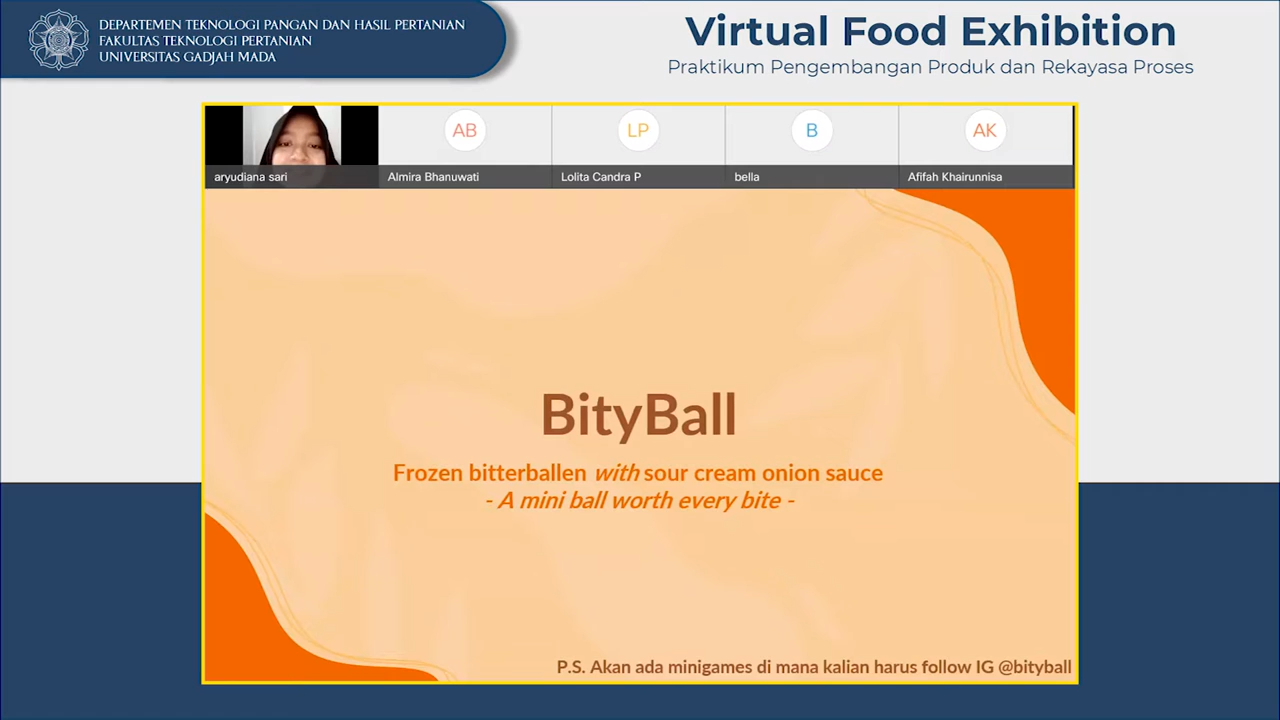 DEPARTEMEN TEKNOLOGI PANGAN DAN HASIL PERTANIAN
FAKULTAS TEKNOLOGI PERTANIAN
UNIVERSITAS GADJAH MADA
Virtual Food Exhibition
Praktikum Pengembangan Produk dan Rekayasa Proses
AB
LP
B
AK
aryudiana sari
Almira Bhanuwati
Lolita Candra P
bella
Afifah Khairunnisa
BityBall
Frozen bitterballen with sour cream onion sauce
- A mini ball worth every bite -
P.S. Akan ada minigames di mana kalian harus follow IG @bityball